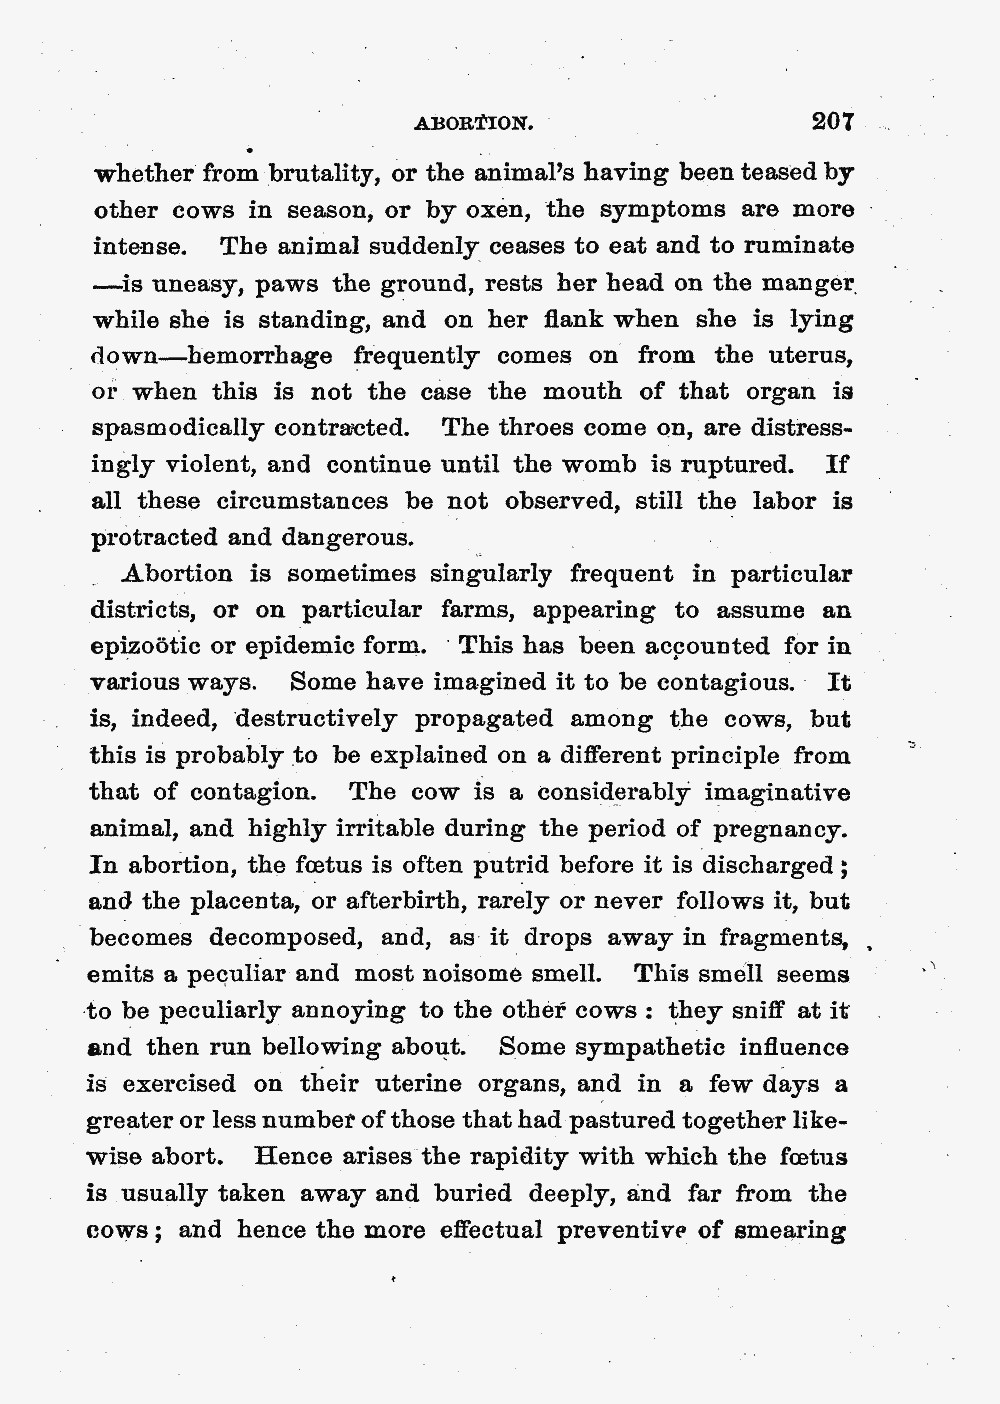 ABORTION. 207
whether from brutality, or the animal's having been teased by
other cows in season, or by oxen, the symptoms are more
intense. The animal suddenly ceases to eat and to ruminate
—is uneasy, paws the ground, rests her head on the manger
while she is standing, and on her flank when she is lying
down—hemorrhage frequently comes on from the uterus,
or when this is not the case the mouth of that organ is
spasmodically contracted. The throes come on, are distress-
ingly violent, and continue until the womb is ruptured. If
all these circumstances be not observed, still the labor is
protracted and dangerous.
Abortion is sometimes singularly frequent in particular
districts, or on particular farms, appearing to assume an
epizoötic or epidemic form. This has been accounted for in
various ways. Some have imagined it to be contagious. It
is, indeed, destructively propagated among the cows, but
this is probably to be explained on a different principle from
that of contagion. The cow is a considerably imaginative
animal, and highly irritable during the period of pregnancy.
In abortion, the fœtus is often putrid before it is discharged;
and the placenta, or afterbirth, rarely or never follows it, but
becomes decomposed, and, as it drops away in fragments,
emits a peculiar and most noisome smell. This smell seems
to be peculiarly annoying to the other cows: they sniff at it
and then run bellowing about. Some sympathetic influence
is exercised on their uterine organs, and in a few days a
greater or less number of those that had pastured together like-
wise abort. Hence arises the rapidity with which the fœtus
is usually taken away and buried deeply, and far from the
cows; and hence the more effectual preventive of smearing